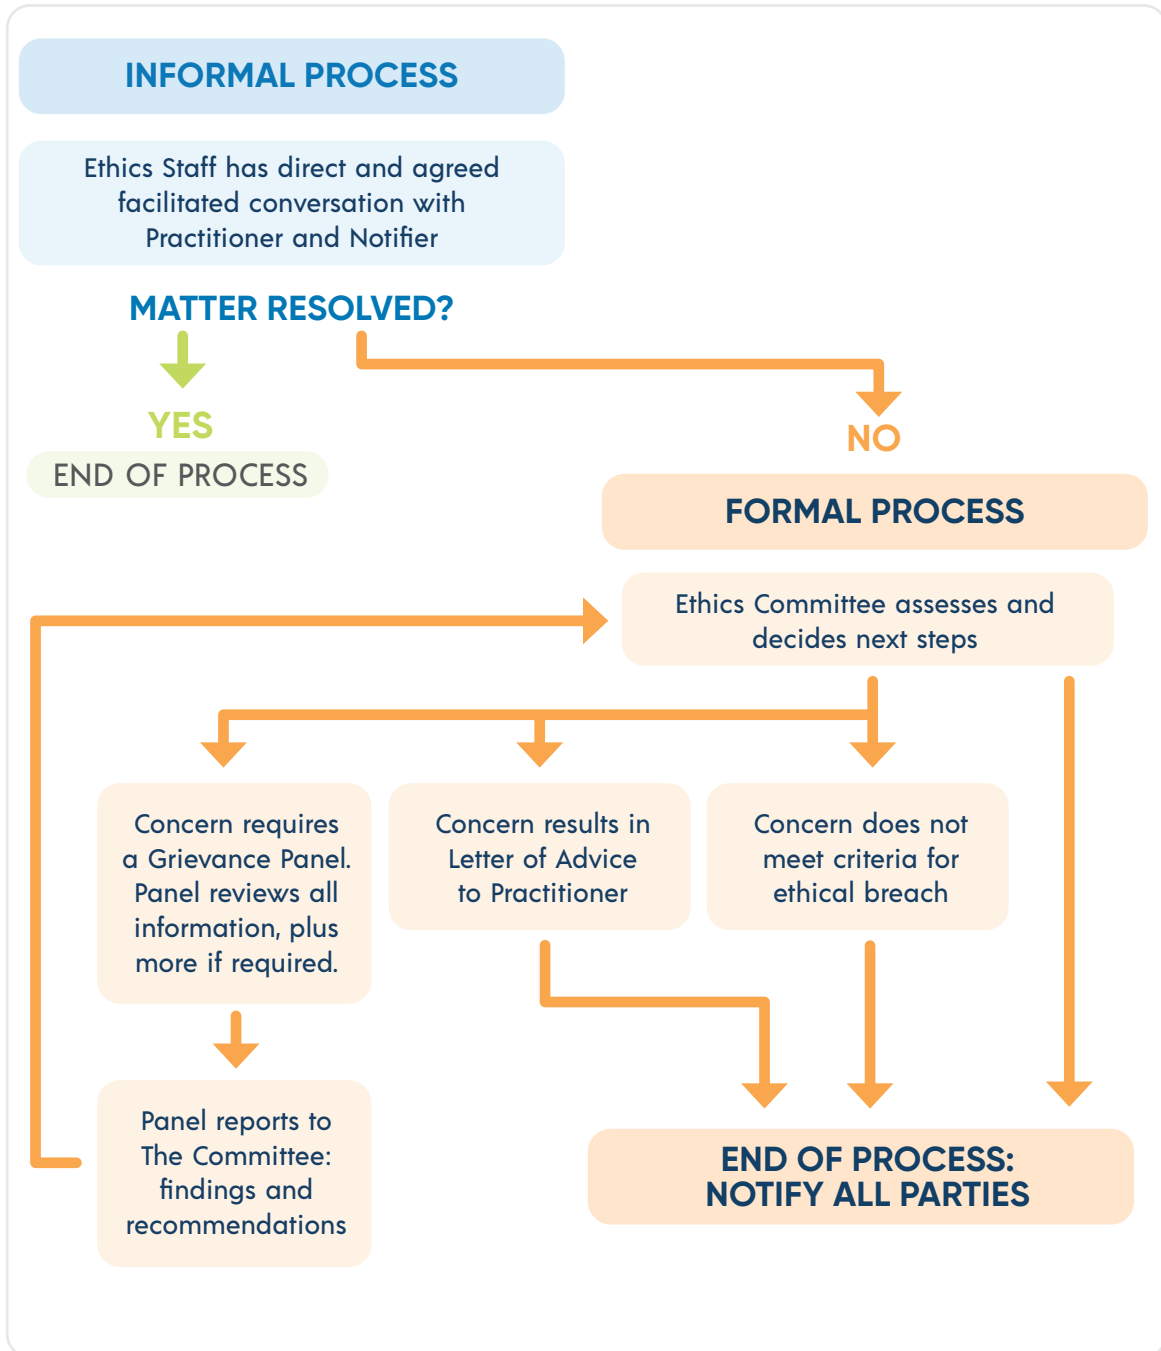 INFORMAL PROCESS
Ethics Staff has direct and agreed
facilitated conversation with
Practitioner and Notifier
MATTER RESOLVED?
YES
END OF PROCESS
NO
FORMAL PROCESS
Ethics Committee assesses and
decides next steps
Concern requires
a Grievance Panel.
Panel reviews all
information, plus
more if required.
Concern results in
Letter of Advice
to Practitioner
Concern does not
meet criteria for
ethical breach
Panel reports to
The Committee:
findings and
recommendations
END OF PROCESS:
NOTIFY ALL PARTIES